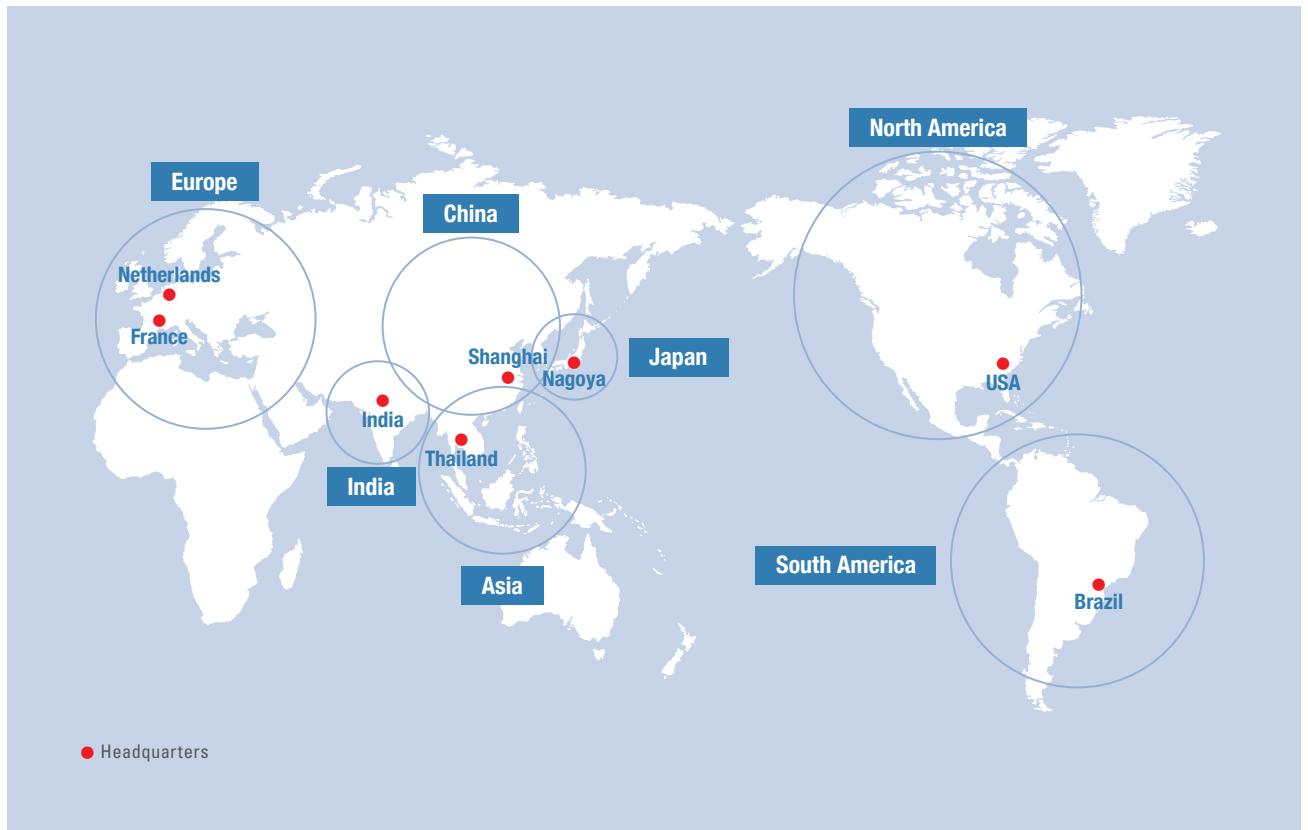 North America
Europe
China
Netherlands
France
Shanghai
Nagoya
Japan
USA
India
Thailand
India
South America
Asia
Brazil
Headquarters